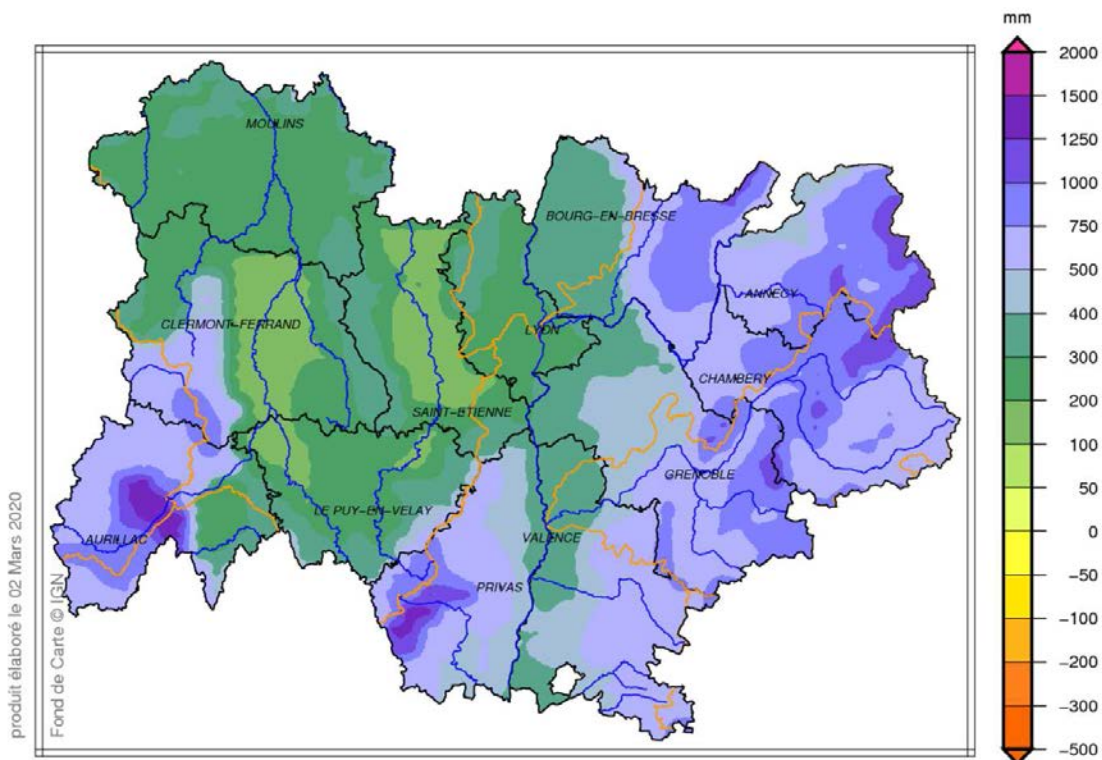 mm
2000
1500
1250
1000
750
500
400
300
200
100
50
0
−50
−100
−200
−300
−500
MOULINS
BOURG−EN−BRESSE
ANNECY
CLERMONT−FERRAND
LYON
CHAMBERY
SAINT−ETIENNE
GRENOBLE
LE PUY−EN−VELAY
AURILLAC
VALENCE
PRIVAS
produit élaboré le 02 Mars 2020
Fond de Carte © IGN